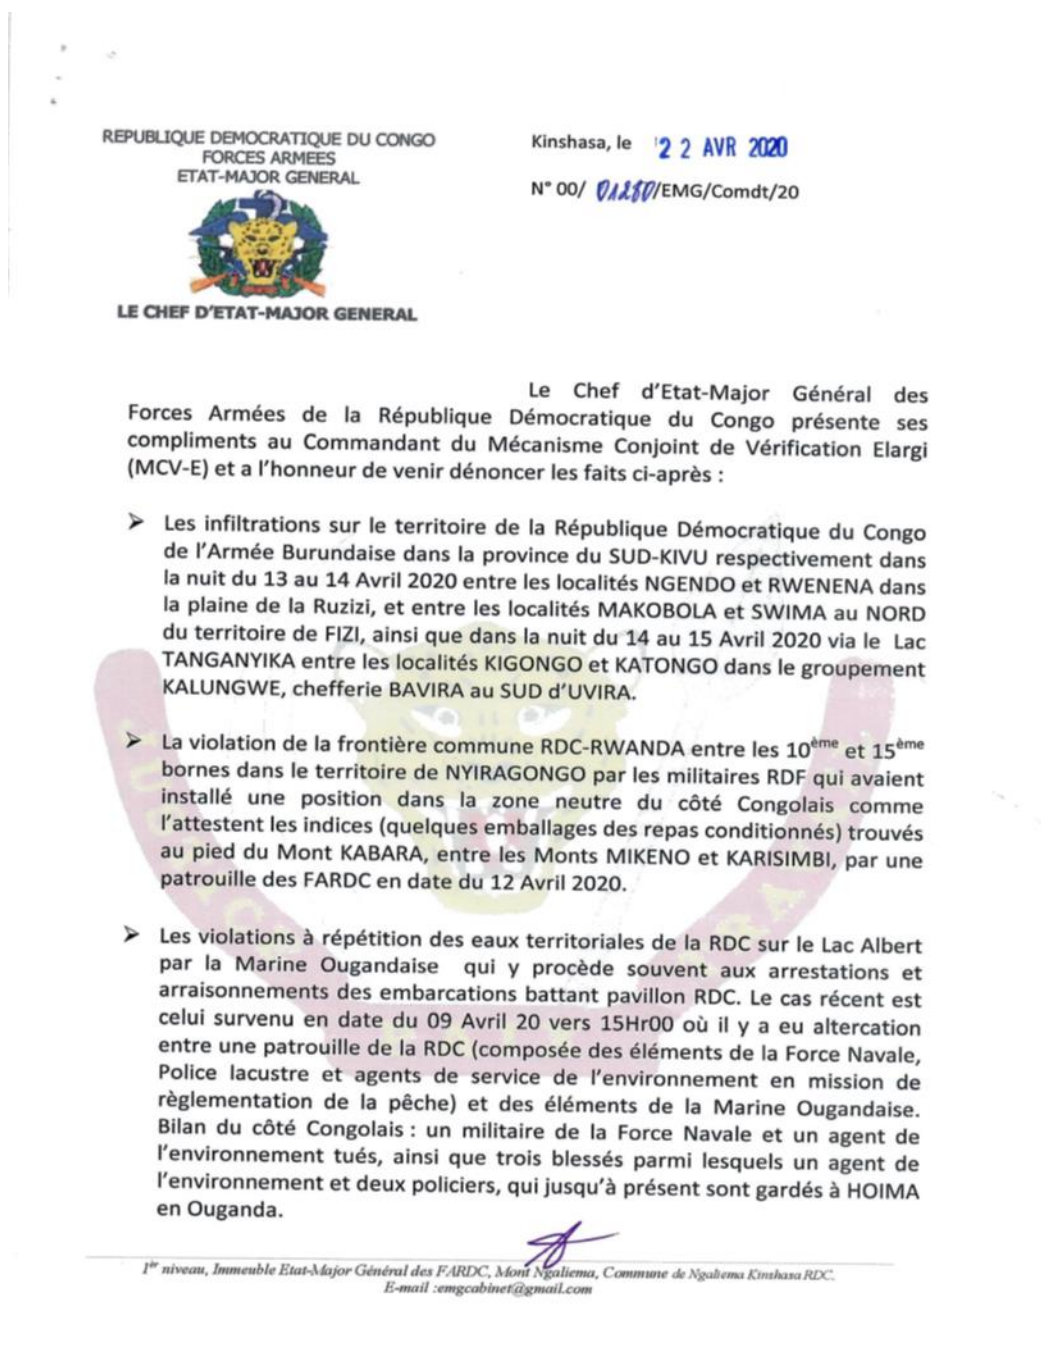 REPUBLIQUE DEMOCRATIQUE DU CONGO
FORCES ARMEES
ETAT-MAJOR GENERAL
LE CHEF D'ETAT-MAJOR GENERAL
Kinshasa, le 22 AVR 2020
N° 00/ 01280/EMG/Comdt/20
Le Chef d'Etat-Major Général des
Forces Armées de la République Démocratique du Congo présente ses
compliments au Commandant du Mécanisme Conjoint de Vérification Elargi
(MCV-E) et a l'honneur de venir dénoncer les faits ci-après :
➢ Les infiltrations sur le territoire de la République Démocratique du Congo
de l'Armée Burundaise dans la province du SUD-KIVU respectivement dans
la nuit du 13 au 14 Avril 2020 entre les localités NGENDO et RWENENA dans
la plaine de la Ruzizi, et entre les localités MAKOBOLA et SWIMA au NORD
du territoire de FIZI, ainsi que dans la nuit du 14 au 15 Avril 2020 via le Lac
TANGANYIKA entre les localités KIGONGO et KATONGO dans le groupement
KALUNGWE, chefferie BAVIRA au SUD d'UVIRA.
➢ La violation de la frontière commune RDC-RWANDA entre les 10ème et 15ème
bornes dans le territoire de NYIRAGONGO par les militaires RDF qui avaient
installé une position dans la zone neutre du côté Congolais comme
l'attestent les indices (quelques emballages des repas conditionnés) trouvés
au pied du Mont KABARA, entre les Monts MIKENO et KARISIMBI, par une
patrouille des FARDC en date du 12 Avril 2020.
➢ Les violations à répétition des eaux territoriales de la RDC sur le Lac Albert
par la Marine Ougandaise qui y procède souvent aux arrestations et
arraisonnements des embarcations battant pavillon RDC. Le cas récent est
celui survenu en date du 09 Avril 20 vers 15Hr00 où il y a eu altercation
entre une patrouille de la RDC (composée des éléments de la Force Navale,
Police lacustre et agents de service de l'environnement en mission de
règlementation de la pêche) et des éléments de la Marine Ougandaise.
Bilan du côté Congolais : un militaire de la Force Navale et un agent de
l'environnement tués, ainsi que trois blessés parmi lesquels un agent de
l'environnement et deux policiers, qui jusqu'à présent sont gardés à HOIMA
en Ouganda.
1er niveau, Immeuble Etat-Major Général des FARDC, Mont Ngaliema, Commune de Ngaliema Kinshasa RDC.
E-mail :emgcabinet@gmail.com